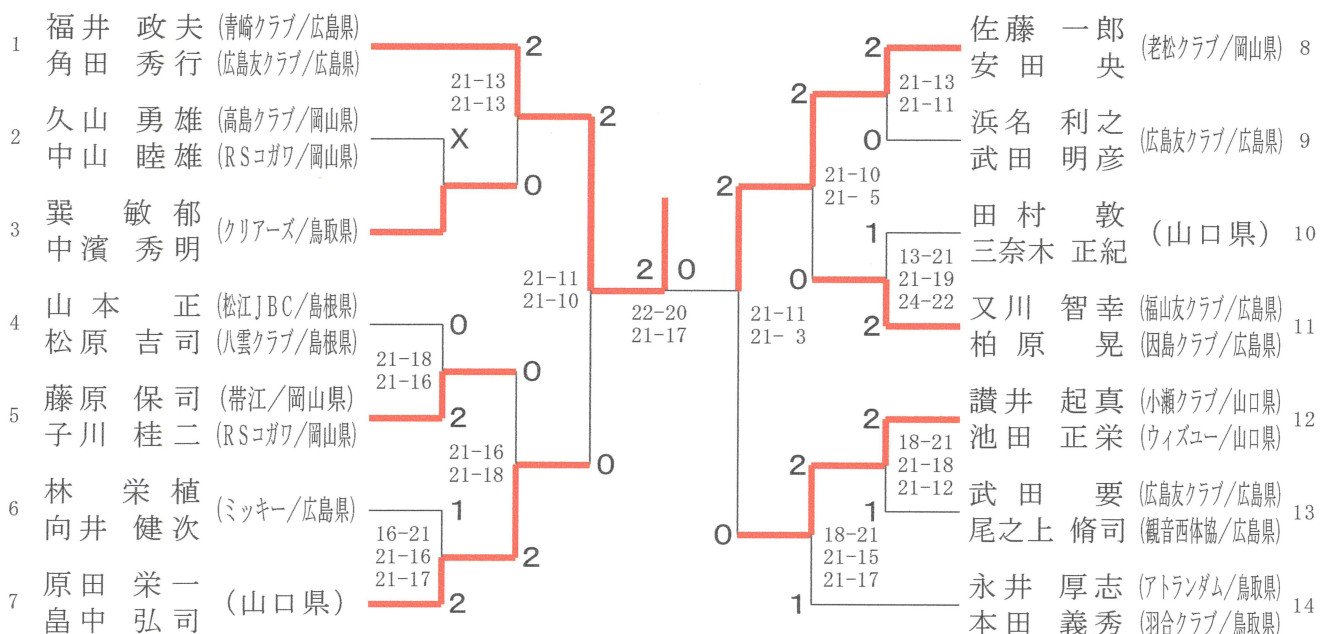 1 福井 政夫 (青崎クラブ/広島県)
角田 秀行 (広島友クラブ/広島県)
2 久山 勇雄 (高島クラブ/岡山県)
中山 睦雄 (RSコガワ/岡山県)
3 巽 敏郁 (クリアーズ/鳥取県)
中濱 秀明
4 山本 正 (松江JBC/島根県)
松原 吉司 (八雲クラブ/島根県)
5 藤原 保司 (帯江/岡山県)
子川 桂二 (RSコガワ/岡山県)
6 林 栄植 (ミッキー/広島県)
向井 健次
7 原田 栄一 (山口県)
畠中 弘司
2
21-13
21-13
X
0
2
0
21-18
21-16
2
0
21-16
21-18
1
16-21
21-16
21-17
2
2
21-11
21-10
0
2 0
22-20
21-17
2
21-11
21- 3
0
2
21-10
21- 5
0
2
21-13
21-11
0
1
13-21
21-19
24-22
2
2
18-21
21-15
21-17
1
2
18-21
21-18
21-12
1
佐藤 一郎 (老松クラブ/岡山県) 8
安田 央
浜名 利之 (広島友クラブ/広島県) 9
武田 明彦
田村 敦 (山口県) 10
三奈木 正紀
又川 智幸 (福山友クラブ/広島県) 11
柏原 晃 (因島クラブ/広島県)
讃井 起真 (小瀬クラブ/山口県) 12
池田 正栄 (ウィズユー/山口県)
武田 要 (広島友クラブ/広島県) 13
尾之上 脩司 (観音西体協/広島県)
永井 厚志 (アトランダム/鳥取県) 14
本田 義秀 (羽合クラブ/鳥取県)